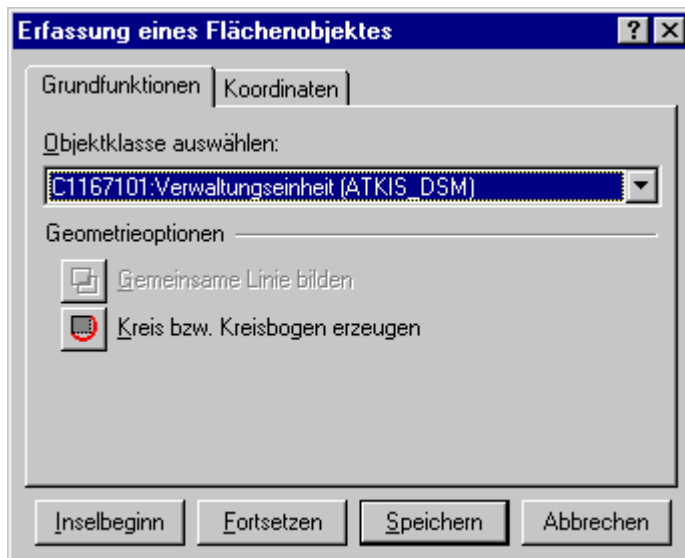 Erfassung eines Flächenobjektes
Grundfunktionen
Koordinaten
Objektklasse auswählen:
C1167101:Verwaltungseinheit (ATKIS_DSM)
Geometrieoptionen
Gemeinsame Linie bilden
Kreis bzw. Kreisbogen erzeugen
Inselbeginn
Fortsetzen
Speichern
Abbrechen